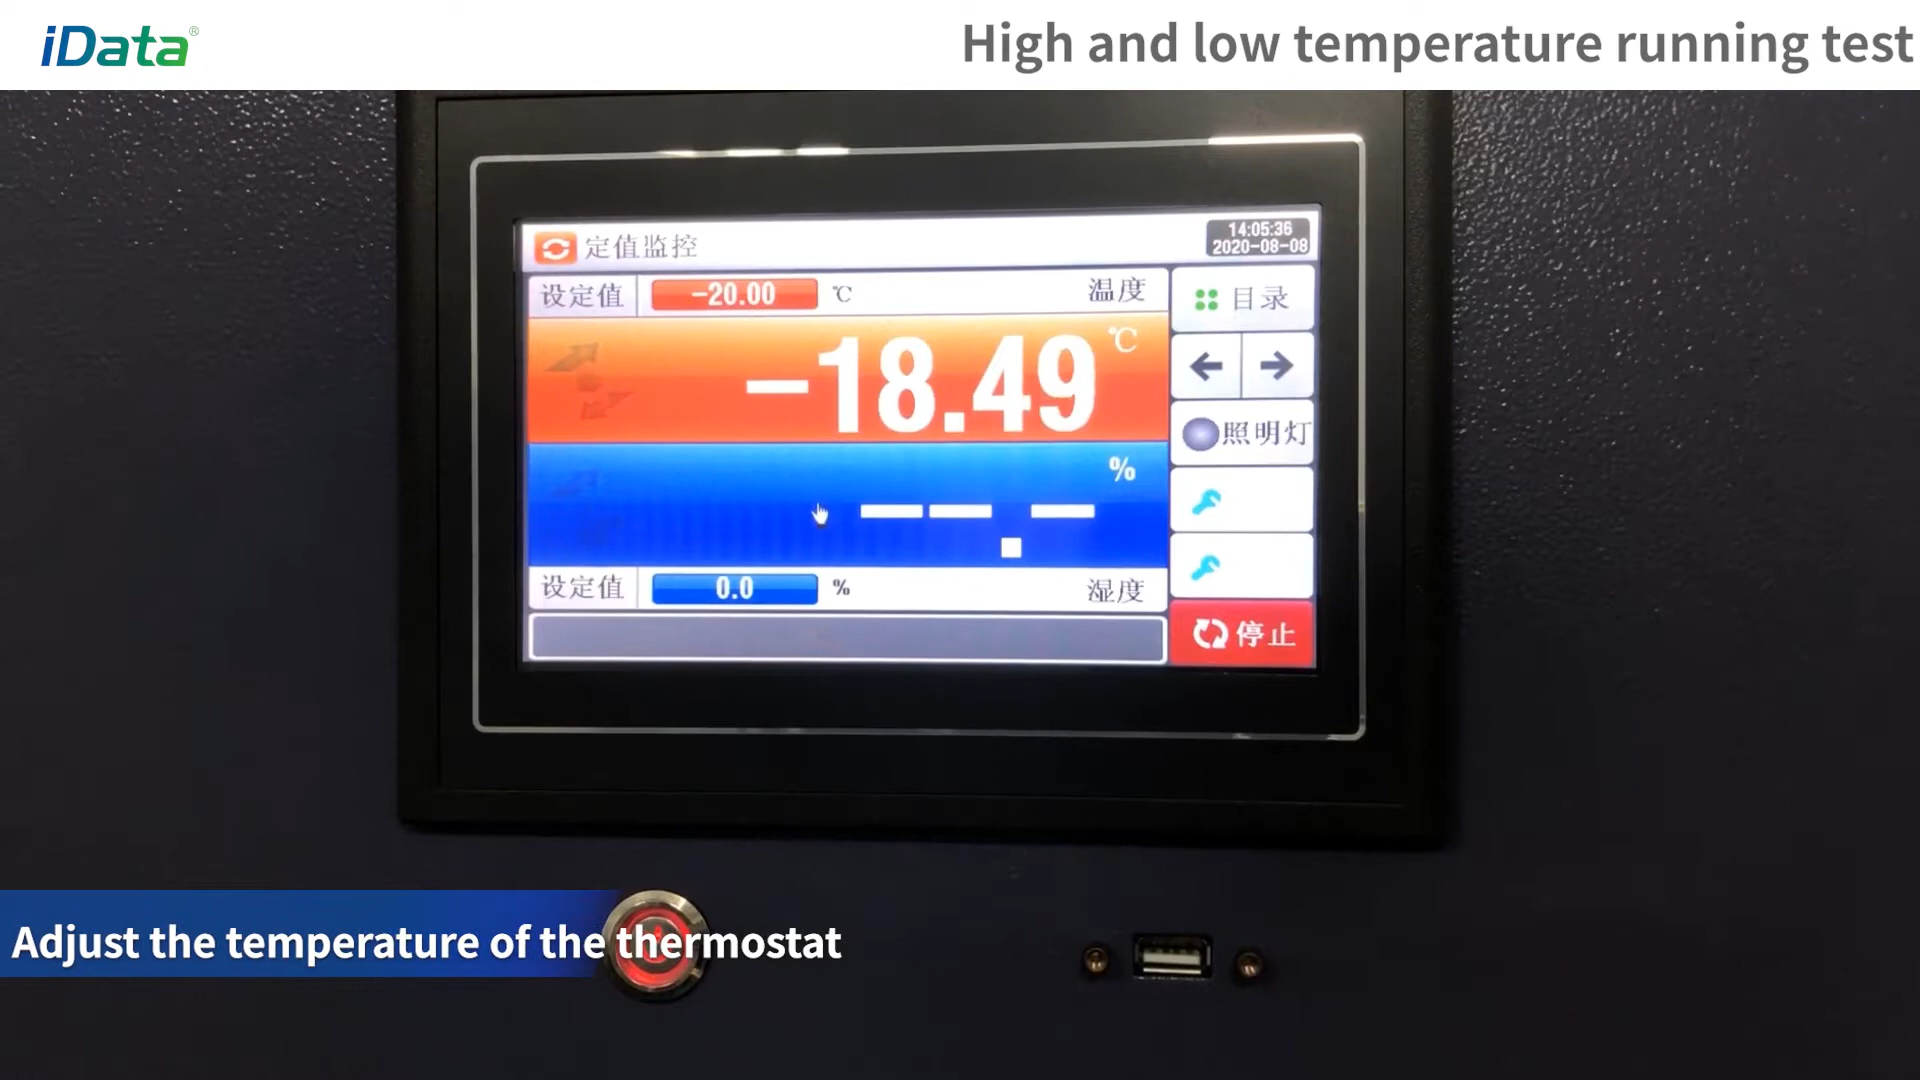 iData®
High and low temperature running test
定值监控
14:05:36
2020-08-08
设定值 -20.00 ℃ 温度
目录
-18.49 ℃
照明灯
%
--.-
设定值 0.0 % 湿度
停止
Adjust the temperature of the thermostat